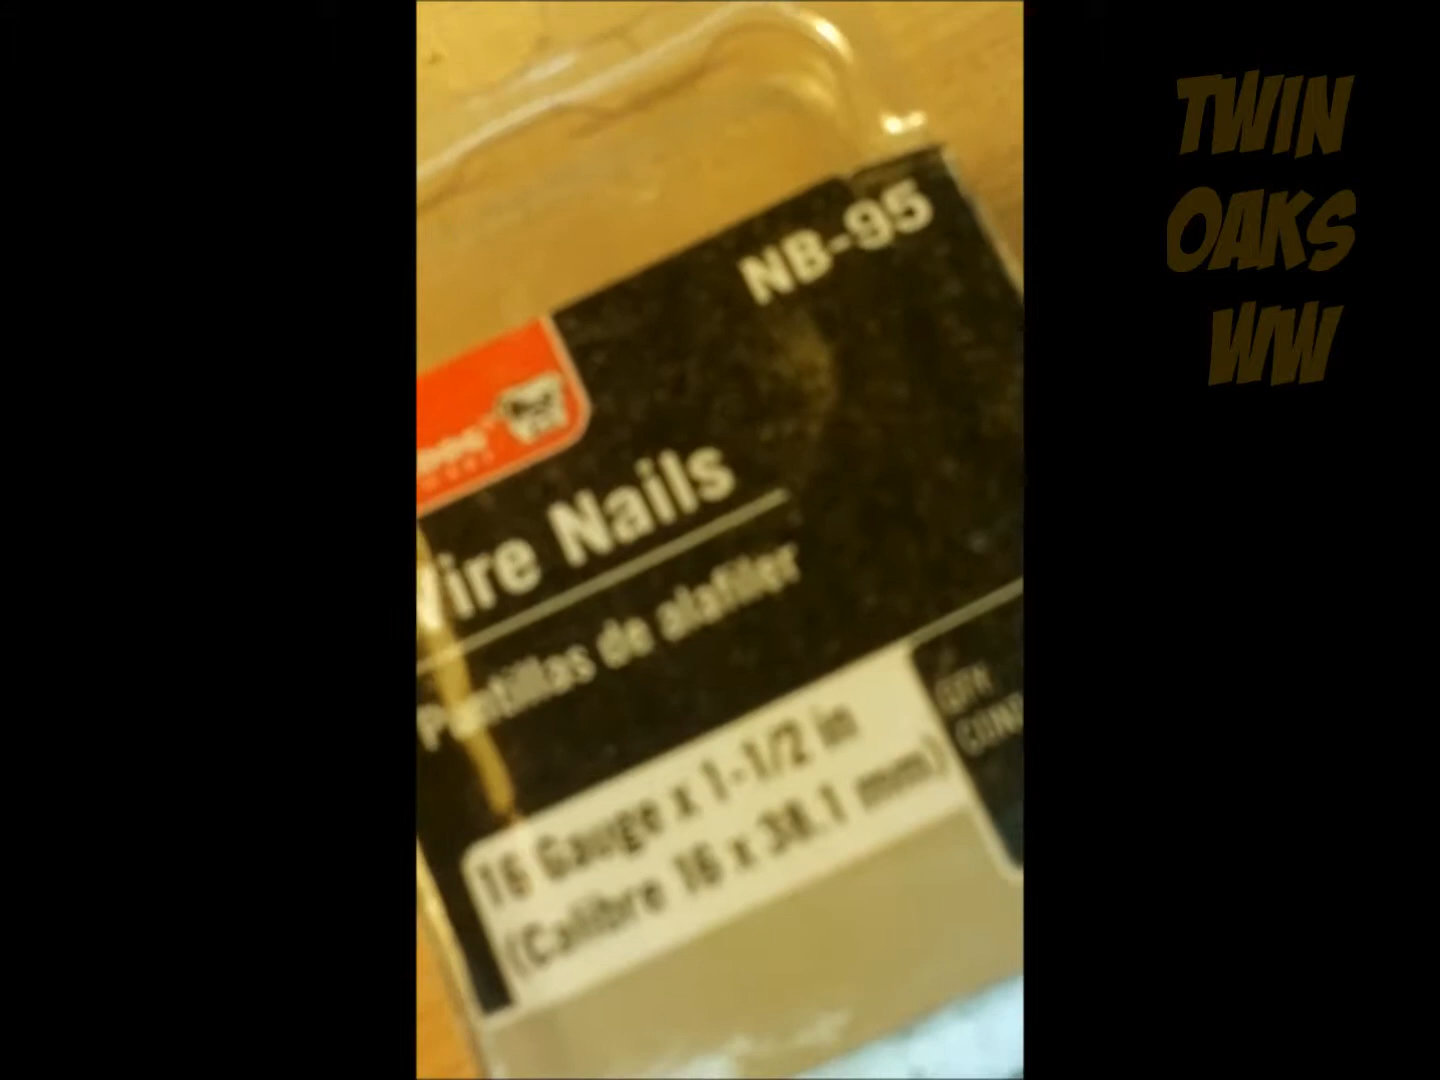 NB-95
ire Nails
Puntillas de alafiler
16 Gauge x 1-1/2 in
(Calibre 16 x 38.1 mm)
TWIN
OAKS
WW